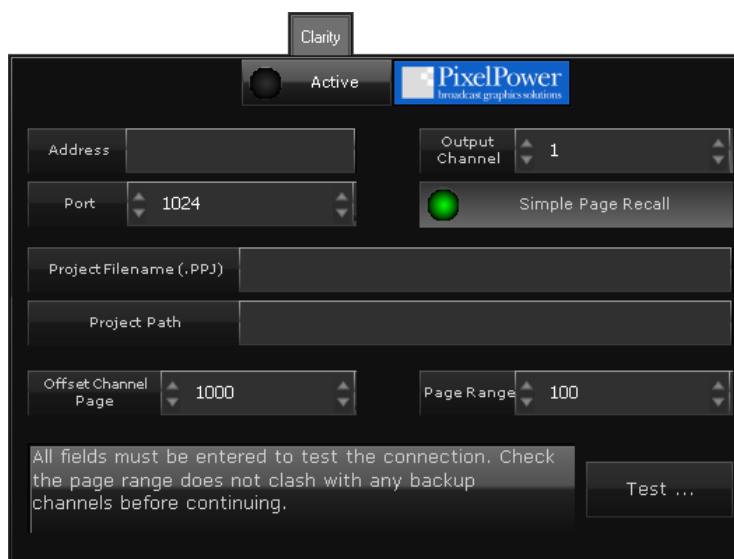 Clarity
Active
PixelPower
broadcast graphics solutions
Address
Output
Channel
1
Port
1024
Simple Page Recall
Project Filename (.PPJ)
Project Path
Offset Channel
Page
1000
Page Range
100
All fields must be entered to test the connection. Check
the page range does not clash with any backup
channels before continuing.
Test ...